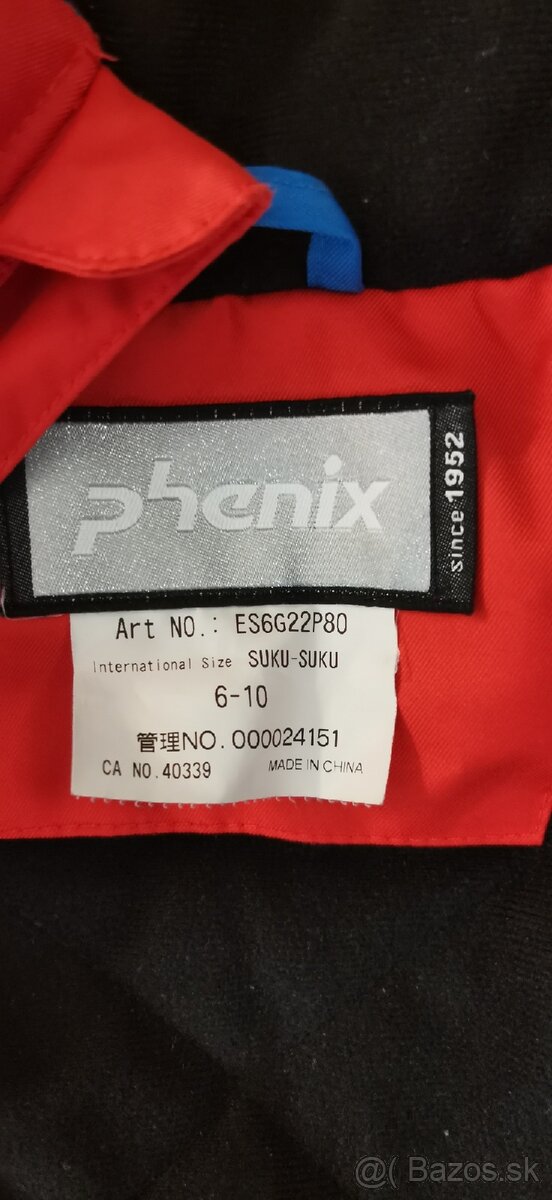 phenix
since 1952
Art NO.: ES6G22P80
International Size SUKU-SUKU
6-10
管理NO. 000024151
CA NO.40339 MADE IN CHINA
@( Bazos.sk